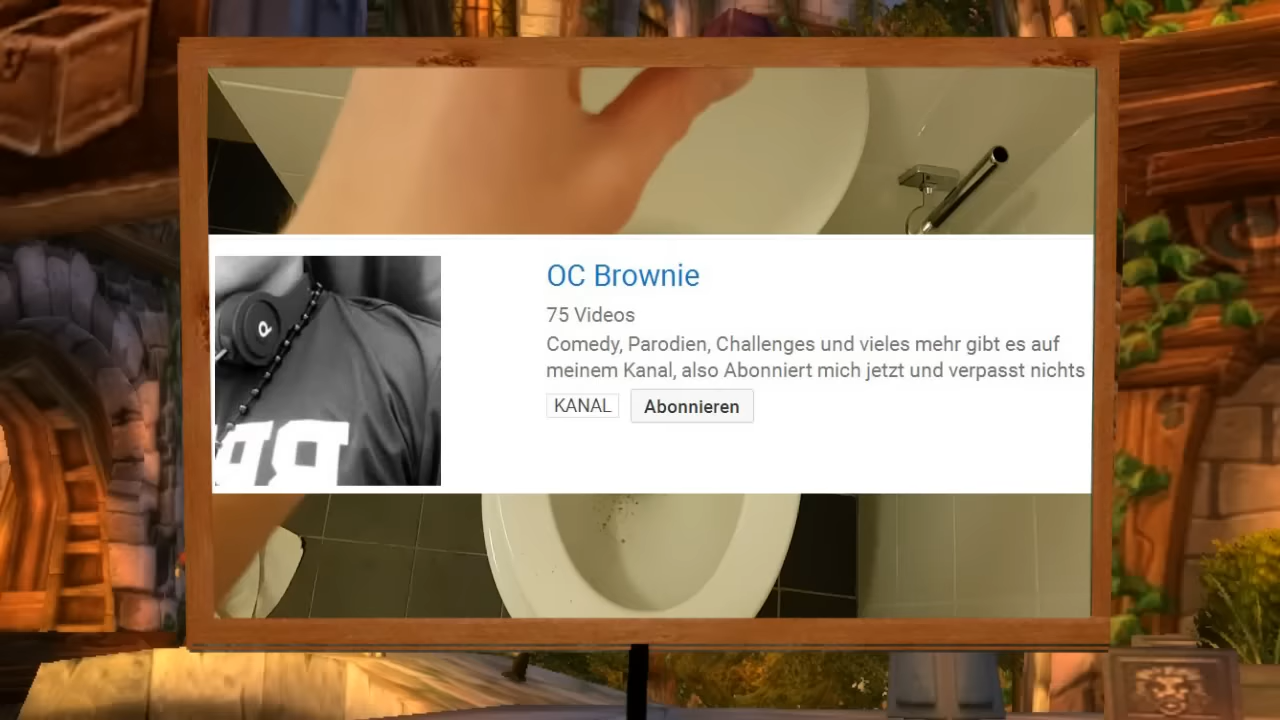 OC Brownie
75 Videos
Comedy, Parodien, Challenges und vieles mehr gibt es auf
meinem Kanal, also Abonniert mich jetzt und verpasst nichts
KANAL
Abonnieren